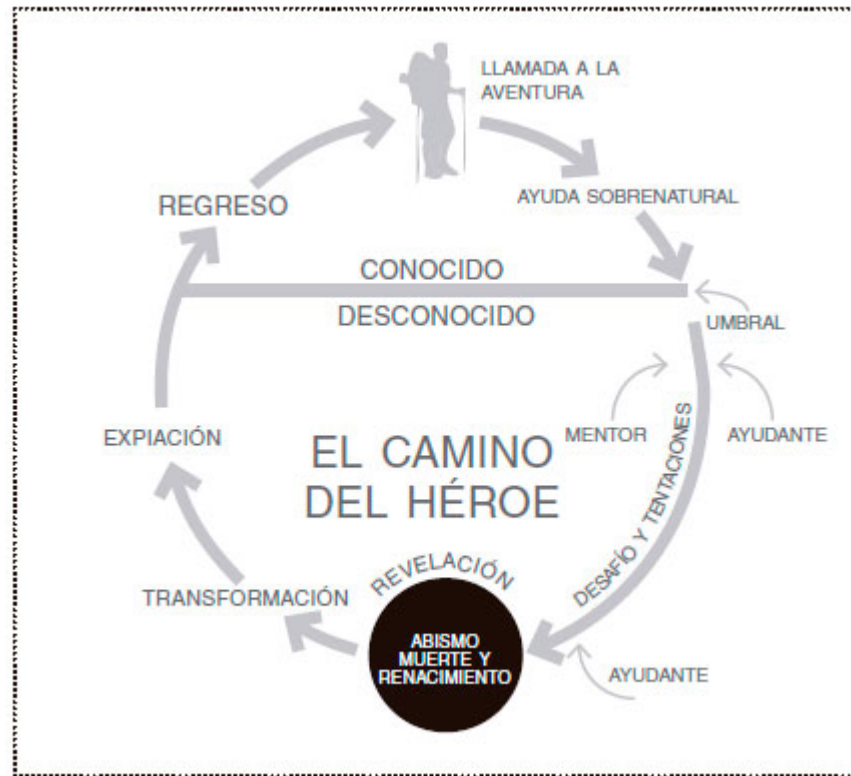 LLAMADA A LA
AVENTURA
AYUDA SOBRENATURAL
REGRESO
CONOCIDO
DESCONOCIDO
UMBRAL
MENTOR
AYUDANTE
DESAFÍO Y TENTACIONES
EXPIACIÓN
EL CAMINO
DEL HÉROE
REVELACIÓN
TRANSFORMACIÓN
ABISMO
MUERTE Y
RENACIMIENTO
AYUDANTE